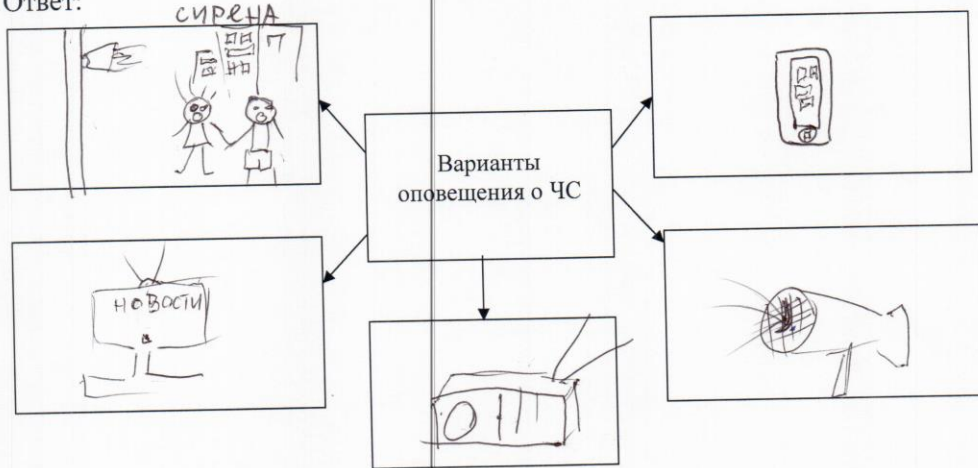 Ответ:
СИРЕНА
П
Варианты
оповещения о ЧС
НОВОСТИ